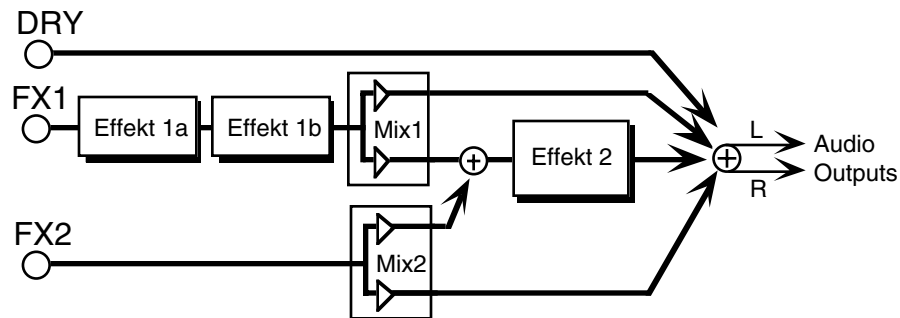 DRY
FX1
Effekt 1a
Effekt 1b
Mix1
Effekt 2
L
R
Audio
Outputs
FX2
Mix2